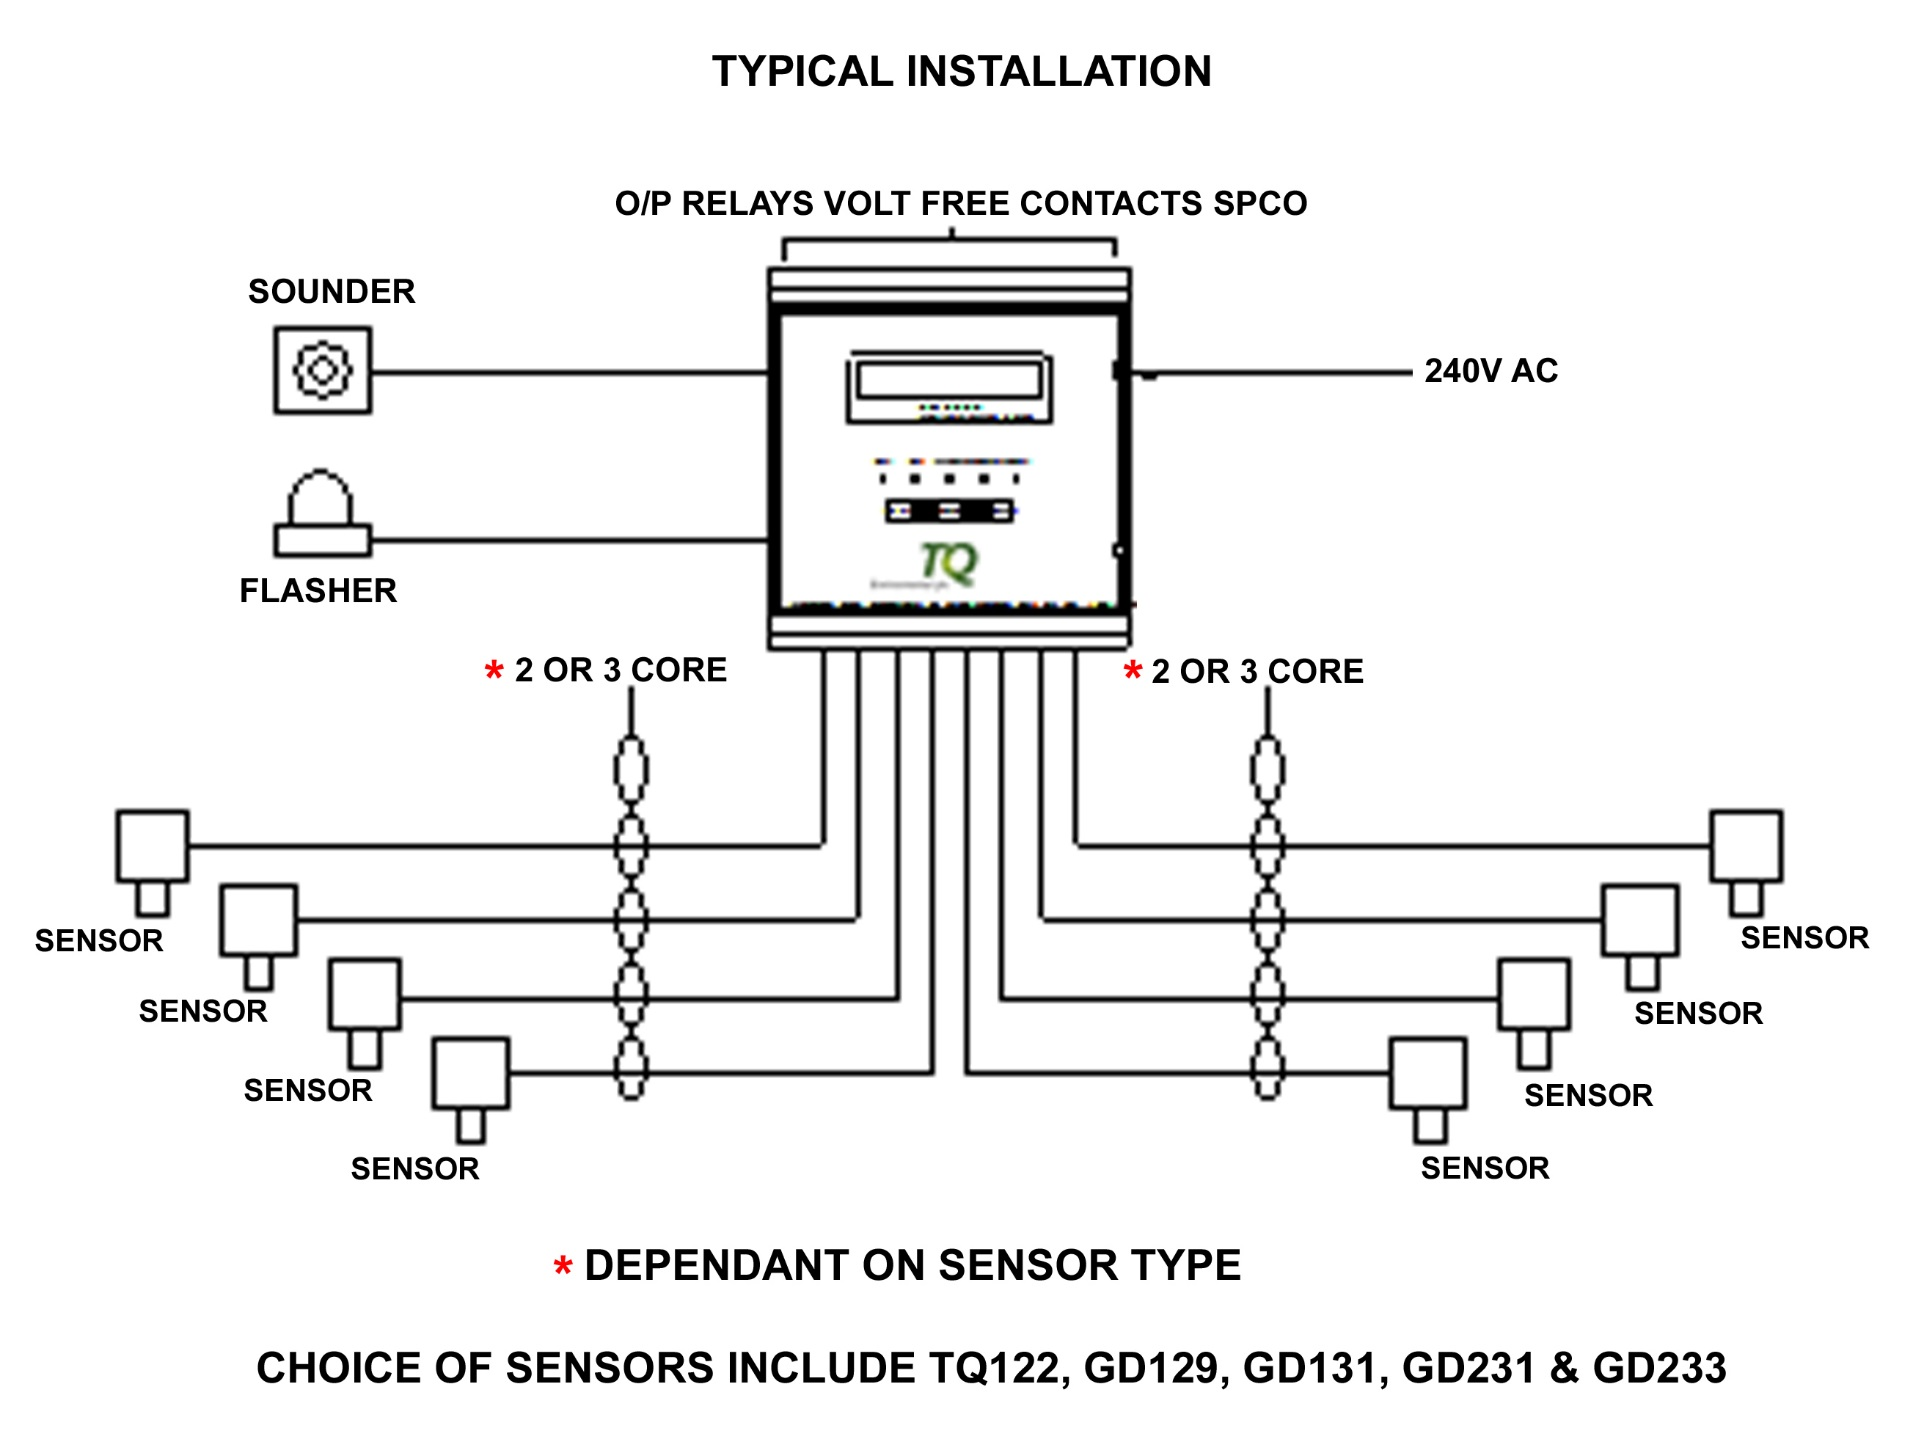 TYPICAL INSTALLATION
O/P RELAYS VOLT FREE CONTACTS SPCO
SOUNDER
240V AC
FLASHER
TQ
* 2 OR 3 CORE
* 2 OR 3 CORE
SENSOR
SENSOR
SENSOR
SENSOR
SENSOR
SENSOR
SENSOR
SENSOR
* DEPENDANT ON SENSOR TYPE
CHOICE OF SENSORS INCLUDE TQ122, GD129, GD131, GD231 & GD233